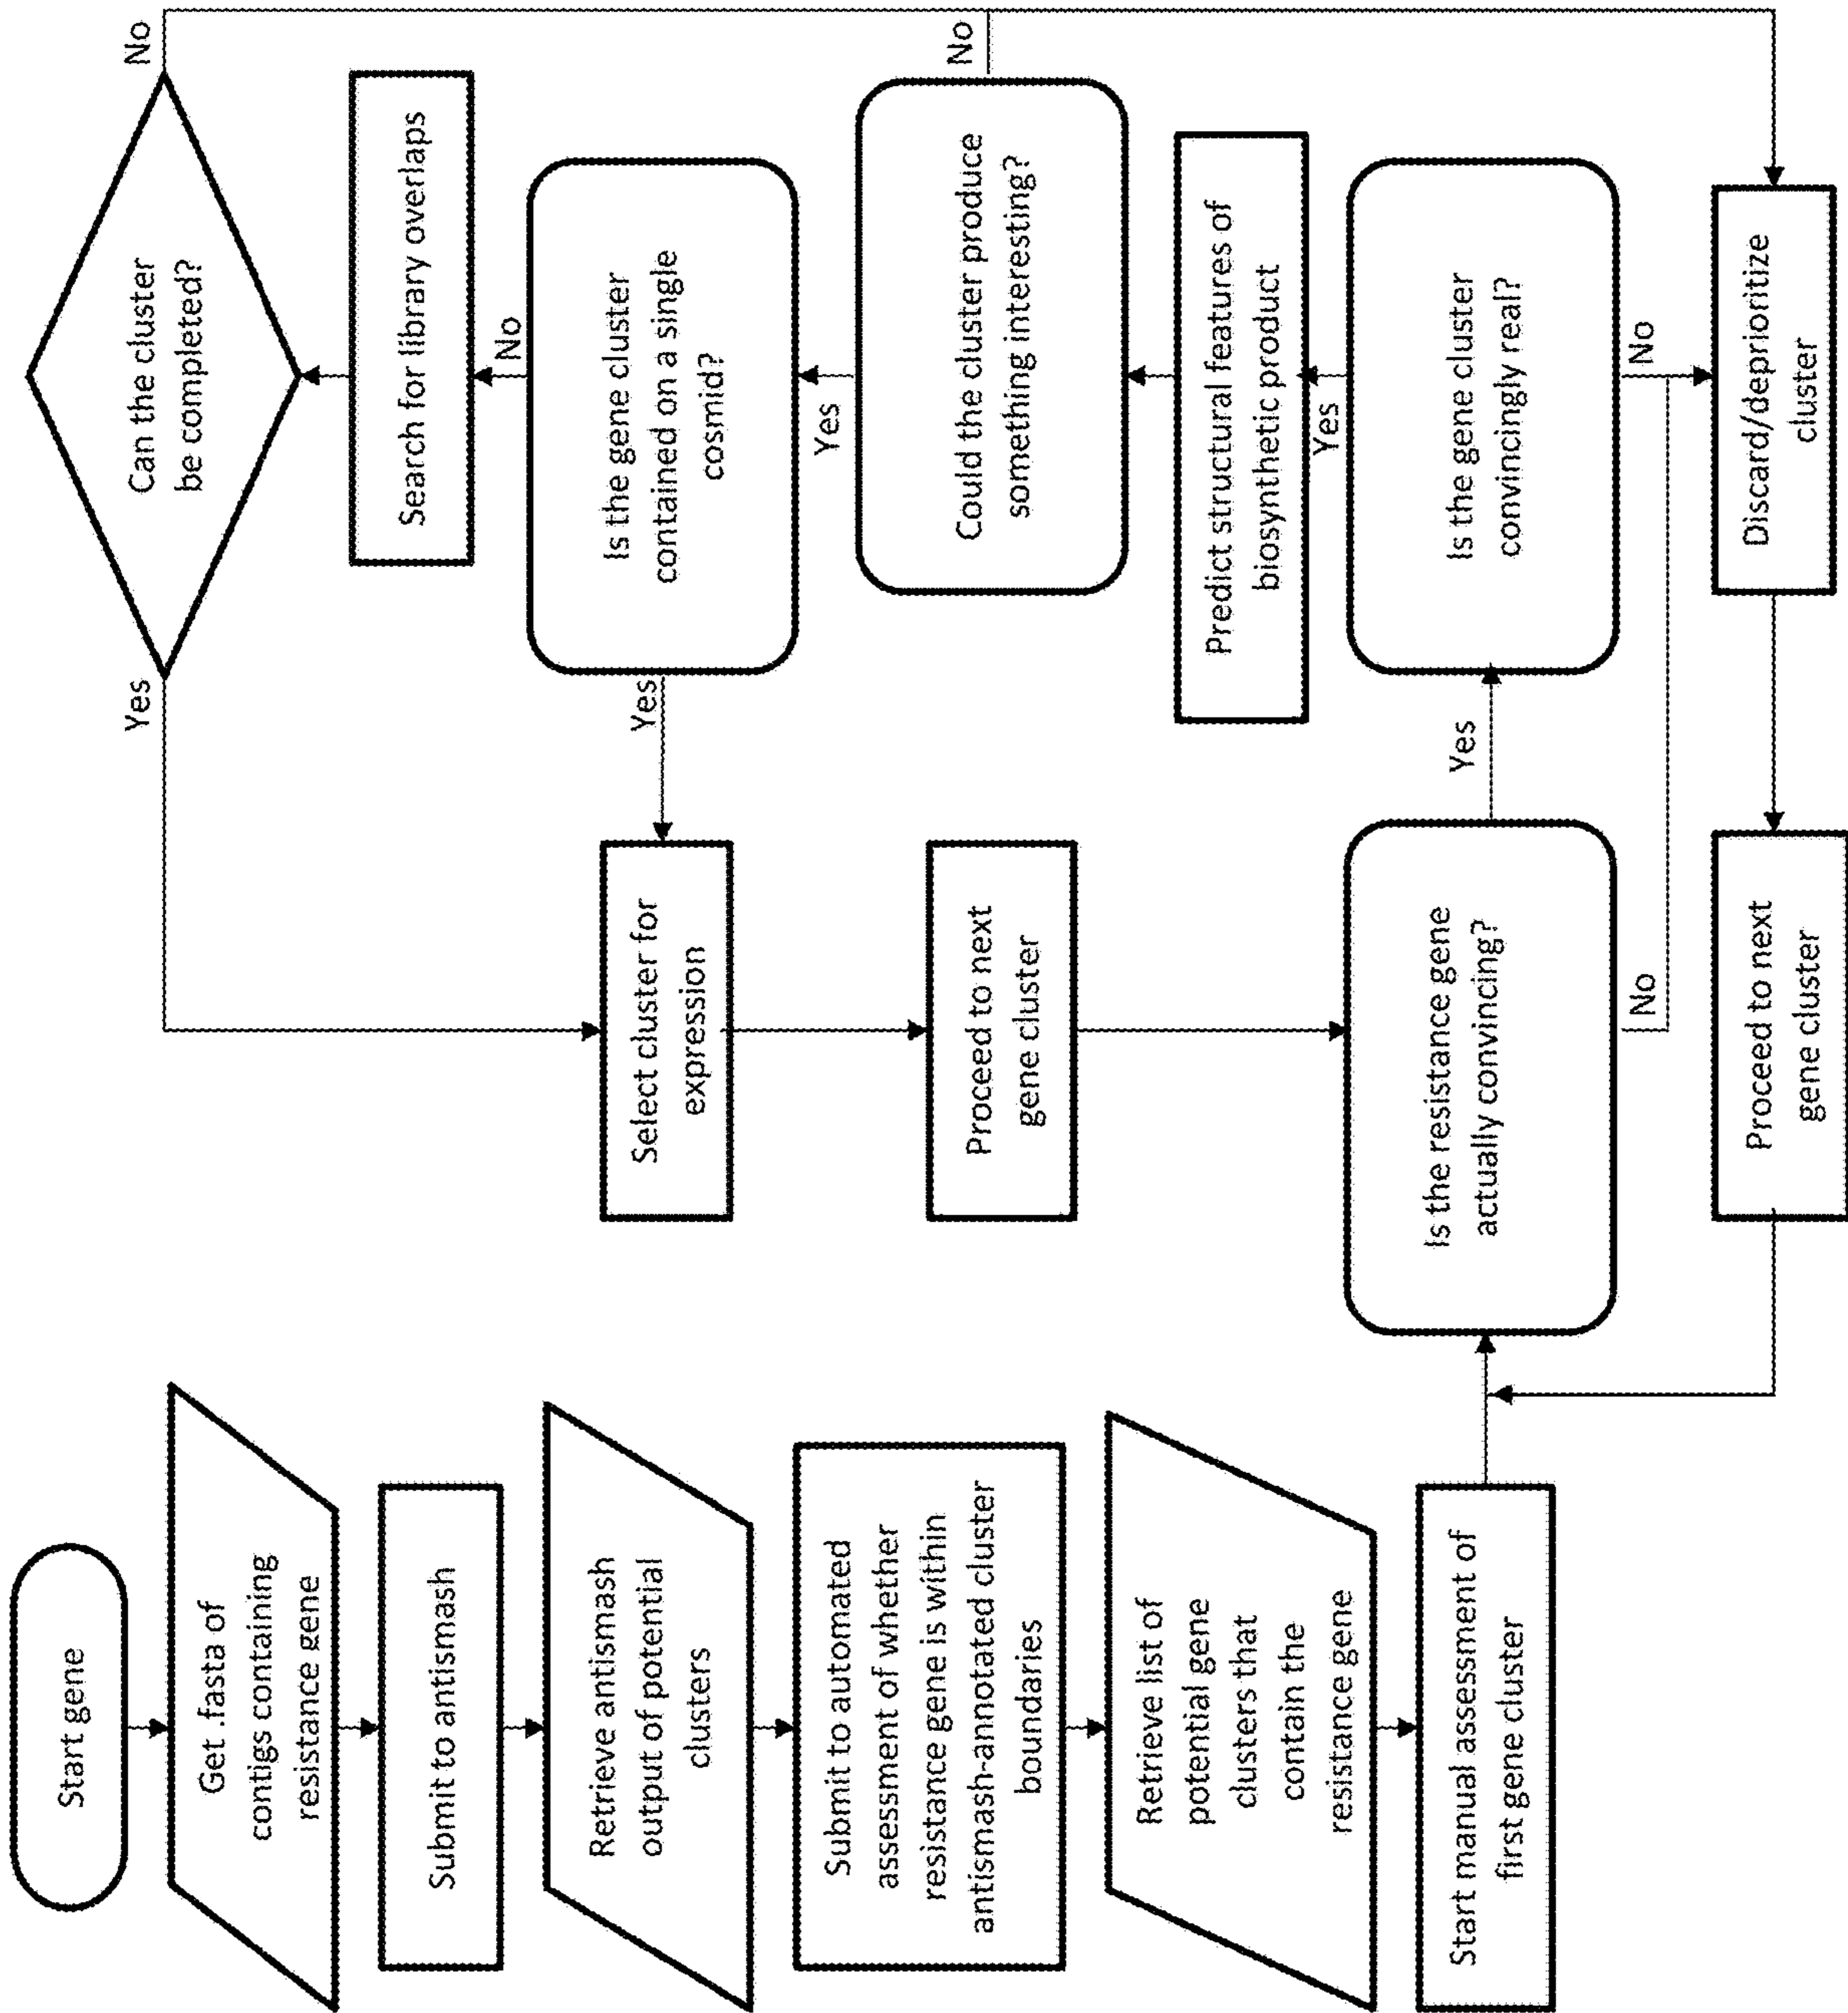 Start gene
Get .fasta of
contigs containing
resistance gene
Submit to antismash
Retrieve antismash
output of potential
clusters
Submit to automated
assessment of whether
resistance gene is within
antismash-annotated cluster
boundaries
Retrieve list of
potential gene
clusters that
contain the
resistance gene
Start manual assessment of
first gene cluster
Select cluster for
expression
Proceed to next
gene cluster
Is the resistance gene
actually convincing?
No
Yes
Proceed to next
gene cluster
Yes
Can the cluster
be completed?
No
Search for library overlaps
No
Is the gene cluster
contained on a single
cosmid?
Yes
Yes
Could the cluster produce
something interesting?
No
Predict structural features of
biosynthetic product
Yes
Is the gene cluster
convincingly real?
No
Discard/deprioritize
cluster